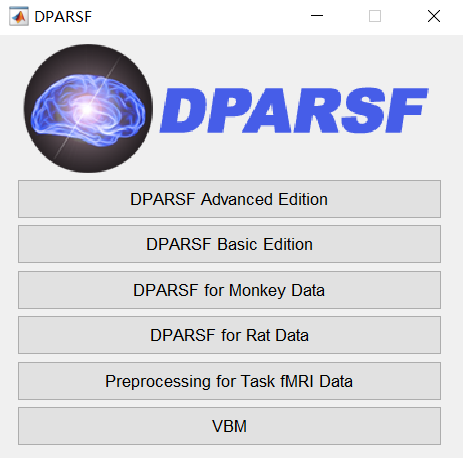 DPARSF
DPARSF
DPARSF Advanced Edition
DPARSF Basic Edition
DPARSF for Monkey Data
DPARSF for Rat Data
Preprocessing for Task fMRI Data
VBM